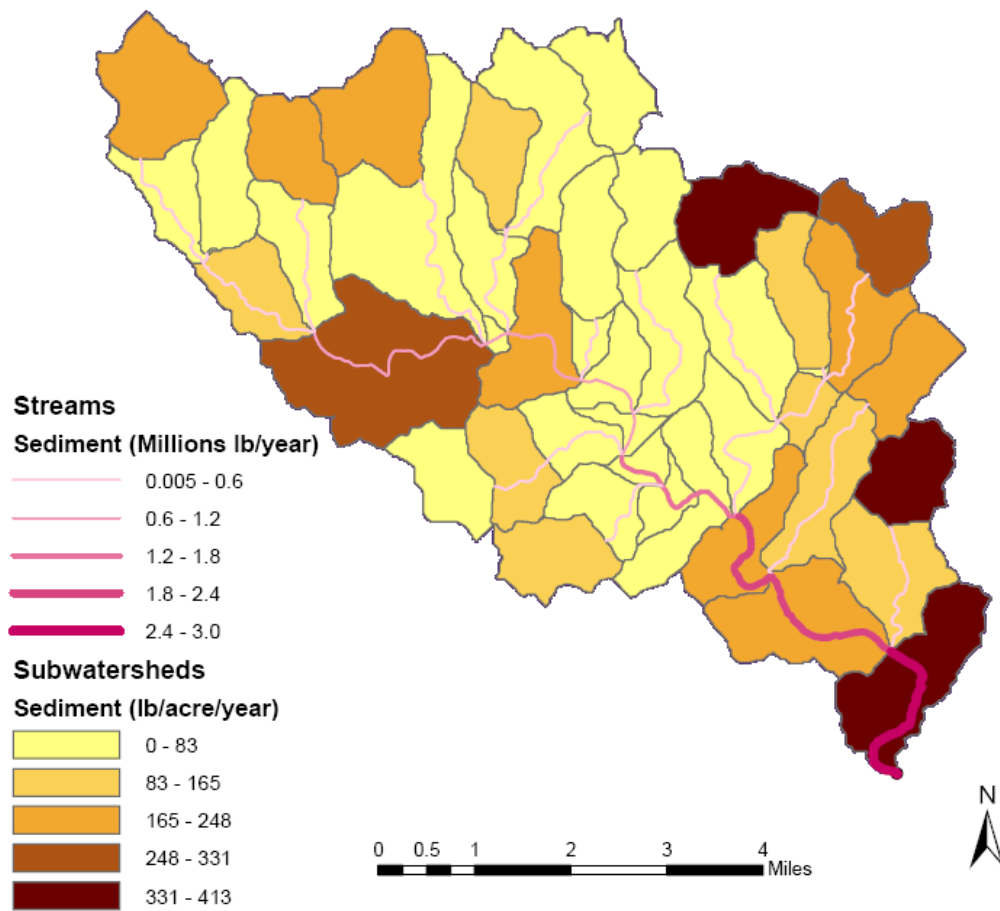 Streams
Sediment (Millions lb/year)
0.005 - 0.6
0.6 - 1.2
1.2 - 1.8
1.8 - 2.4
2.4 - 3.0
Subwatersheds
Sediment (lb/acre/year)
0 - 83
83 - 165
165 - 248
248 - 331
331 - 413
0 0.5 1 2 3 4
Miles
N